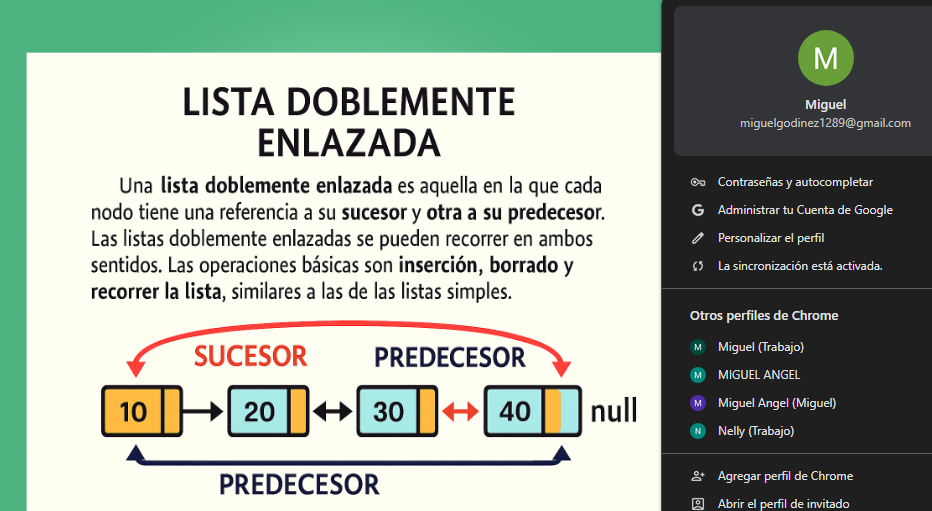 LISTA DOBLEMENTE
ENLAZADA
Una lista doblemente enlazada es aquella en la que cada
nodo tiene una referencia a su sucesor y otra a su predecesor.
Las listas doblemente enlazadas se pueden recorrer en ambos
sentidos. Las operaciones básicas son inserción, borrado y
recorrer la lista, similares a las de las listas simples.
SUCESOR PREDECESOR
10 20 30 40 null
PREDECESOR
M
Miguel
miguelgodinez1289@gmail.com
Contraseñas y autocompletar
G Administrar tu Cuenta de Google
Personalizar el perfil
La sincronización está activada.
Otros perfiles de Chrome
M Miguel (Trabajo)
M MIGUEL ANGEL
M Miguel Angel (Miguel)
N Nelly (Trabajo)
Agregar perfil de Chrome
Abrir el perfil de invitado